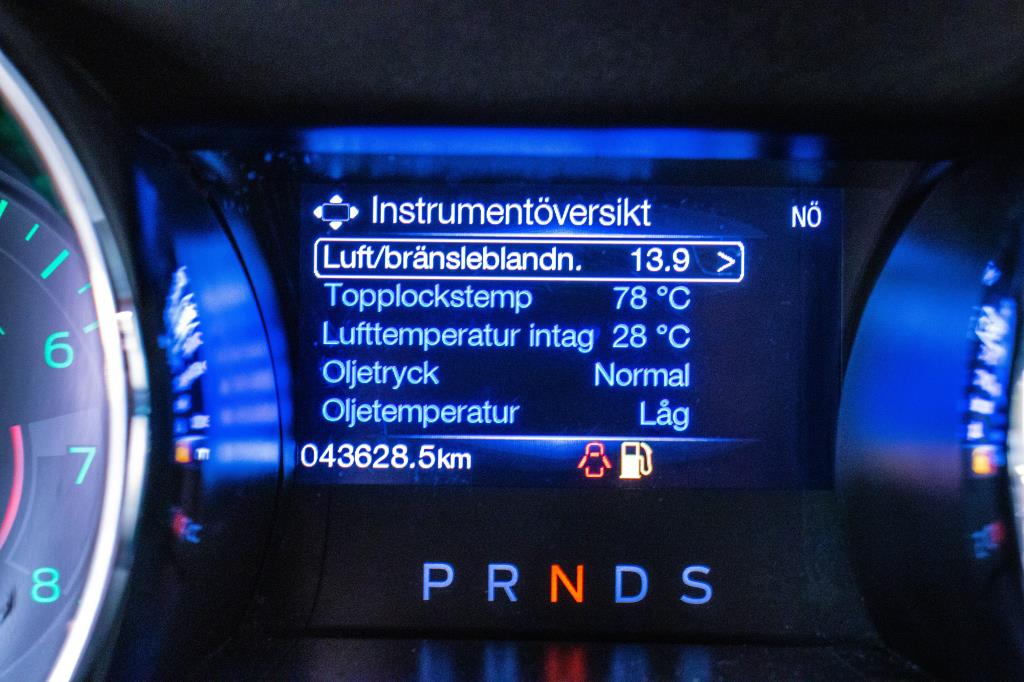 Instrumentöversikt NÖ
Luft/bränsleblandn. 13.9 >
Topplockstemp 78 °C
Lufttemperatur intag 28 °C
Oljetryck Normal
Oljetemperatur Låg
043628.5km
P R N D S
6
7
8